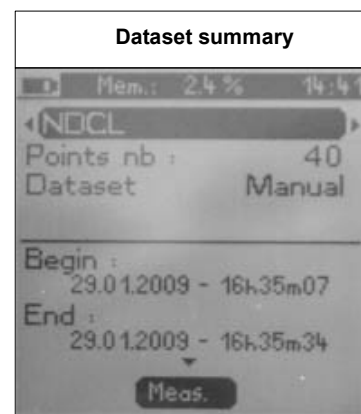 Dataset summary
Mem.: 2.4 % 14:41
NDCL
Points nb : 40
Dataset Manual
Begin :
29.01.2009 - 16h35m07
End :
29.01.2009 - 16h35m34
Meas.